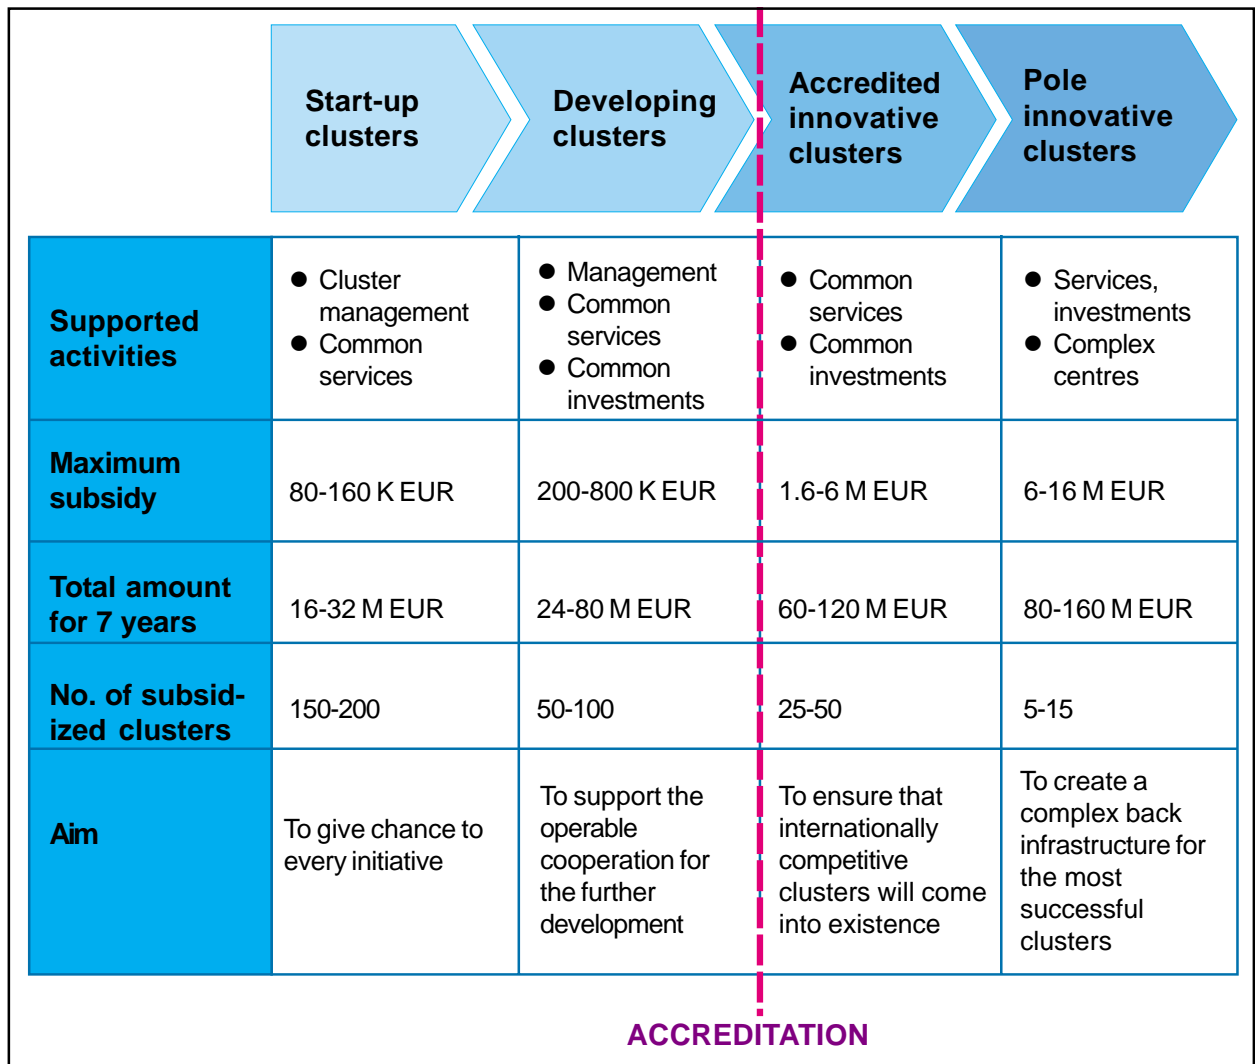 Start-up
clusters
Developing
clusters
Accredited
innovative
clusters
Pole
innovative
clusters
Supported
activities
● Cluster
management
● Common
services
● Management
● Common
services
● Common
investments
● Common
services
● Common
investments
● Services,
investments
● Complex
centres
Maximum
subsidy
80-160 K EUR
200-800 K EUR
1.6-6 M EUR
6-16 M EUR
Total amount
for 7 years
16-32 M EUR
24-80 M EUR
60-120 M EUR
80-160 M EUR
No. of subsid-
ized clusters
150-200
50-100
25-50
5-15
Aim
To give chance to
every initiative
To support the
operable
cooperation for
the further
development
To ensure that
internationally
competitive
clusters will come
into existence
To create a
complex back
infrastructure for
the most
successful
clusters
ACCREDITATION